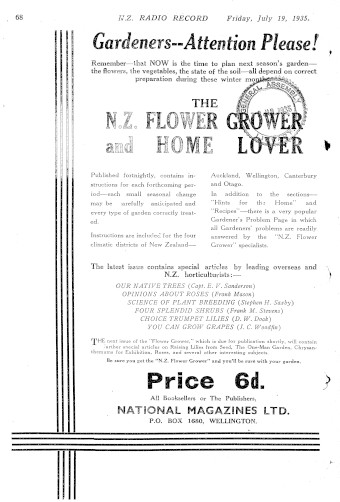 68 N.Z. RADIO RECORD Friday, July 19, 1935.
Gardeners--Attention Please!
Remember—that NOW is the time to plan next season's garden—
the flowers, the vegetables, the state of the soil—all depend on correct
preparation during these winter months.
GENERAL ASSEMBLY
1935
THE
N.Z. FLOWER GROWER
and HOME LOVER
Published fortnightly, contains in-
structions for each forthcoming pe-
riod—each small seasonal change
may be carefully anticipated and
every type of garden correctly treat-
ed.
Instructions are included for the four
climatic districts of New Zealand—
Auckland, Wellington, Canterbury
and Otago.
In addition to the sections—
"Hints for the Home" and
"Recipes"—there is a very popular
Gardener's Problem Page in which
all Gardeners' problems are readily
answered by the "N.Z. Flower
Grower" specialists.
The latest issue contains special articles by leading overseas and
N.Z. horticulturists:—
OUR NATIVE TREES (Capt. E. V. Sanderson)
OPINIONS ABOUT ROSES (Frank Mason)
SCIENCE OF PLANT BREEDING (Stephen H. Saxby)
FOUR SPLENDID SHRUBS (Frank M. Stevens)
CHOICE TRUMPET LILIES (D. W. Doak)
YOU CAN GROW GRAPES (J. C. Woodfin)
THE next issue of the "Flower Grower," which is due for publication shortly, will contain
other special articles on Raising Lilies from Seed, The One-Man Garden, Chrysan-
themums for Exhibition, Roses, and several other interesting subjects.
Be sure you get the "N.Z. Flower Grower" and you'll be sure with your garden.
Price 6d.
All Booksellers or The Publishers,
NATIONAL MAGAZINES LTD.
P.O. BOX 1680, WELLINGTON.